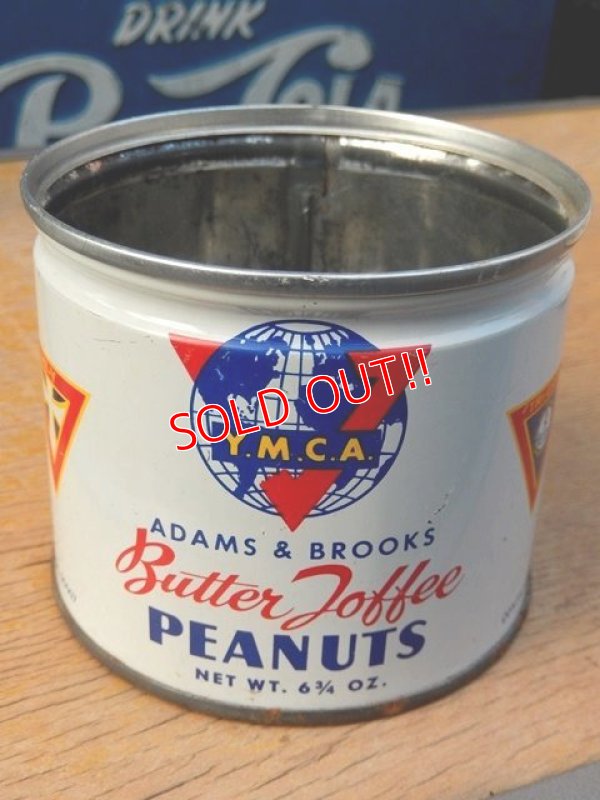 DRINK
SOLD OUT!!
Y.M.C.A.
ADAMS & BROOKS
Butter Toffee
PEANUTS
NET WT. 6¾ OZ.